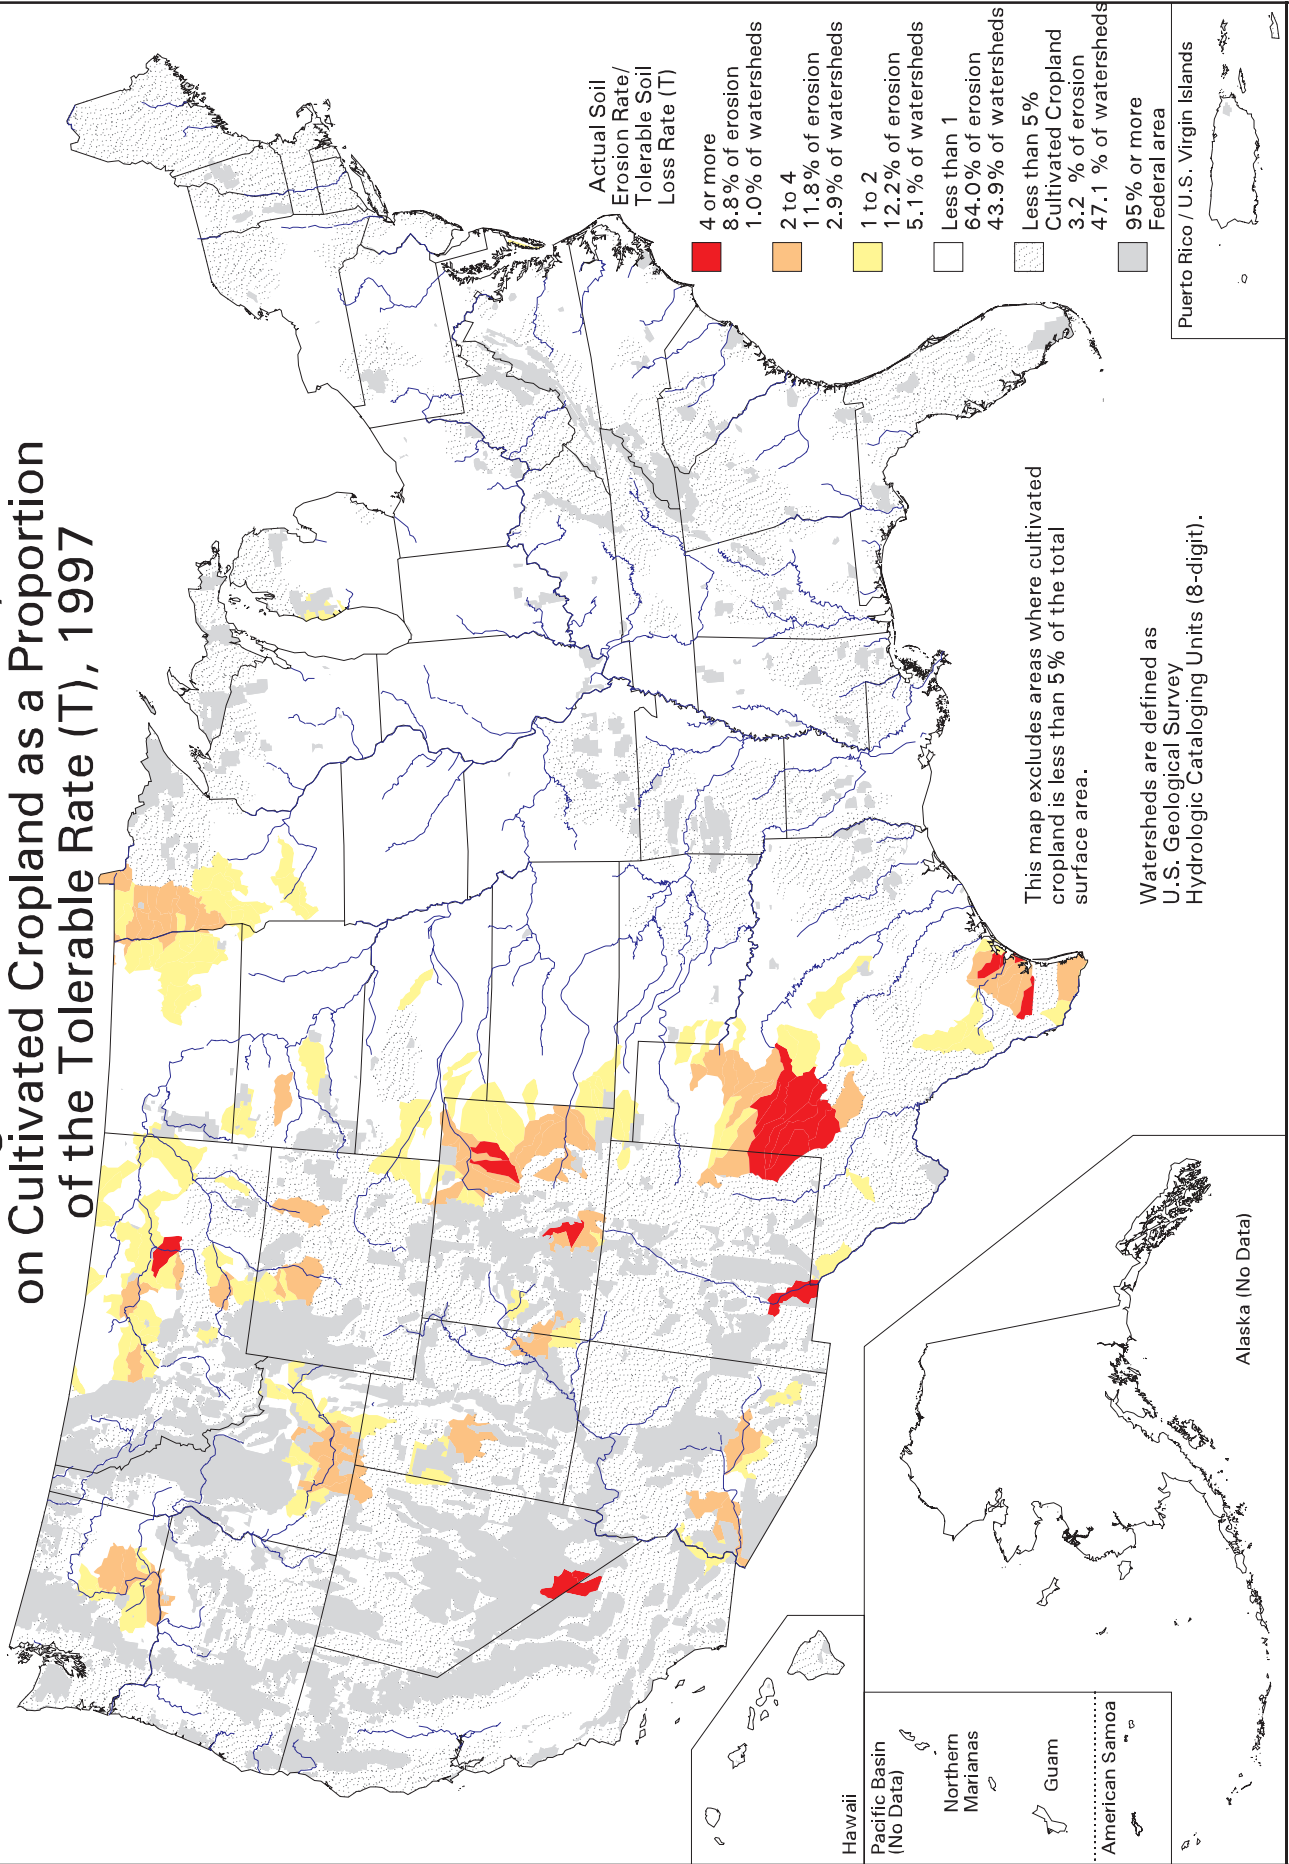 on Cultivated Cropland as a Proportion
of the Tolerable Rate (T), 1997
Actual Soil
Erosion Rate/
Tolerable Soil
Loss Rate (T)
4 or more
8.8% of erosion
1.0% of watersheds
2 to 4
11.8% of erosion
2.9% of watersheds
1 to 2
12.2% of erosion
5.1% of watersheds
Less than 1
64.0% of erosion
43.9% of watersheds
Less than 5%
Cultivated Cropland
3.2 % of erosion
47.1 % of watersheds
95% or more
Federal area
This map excludes areas where cultivated
cropland is less than 5% of the total
surface area.
Watersheds are defined as
U.S. Geological Survey
Hydrologic Cataloging Units (8-digit).
Puerto Rico / U.S. Virgin Islands
Alaska (No Data)
Hawaii
Pacific Basin
(No Data)
Northern
Marianas
Guam
American Samoa